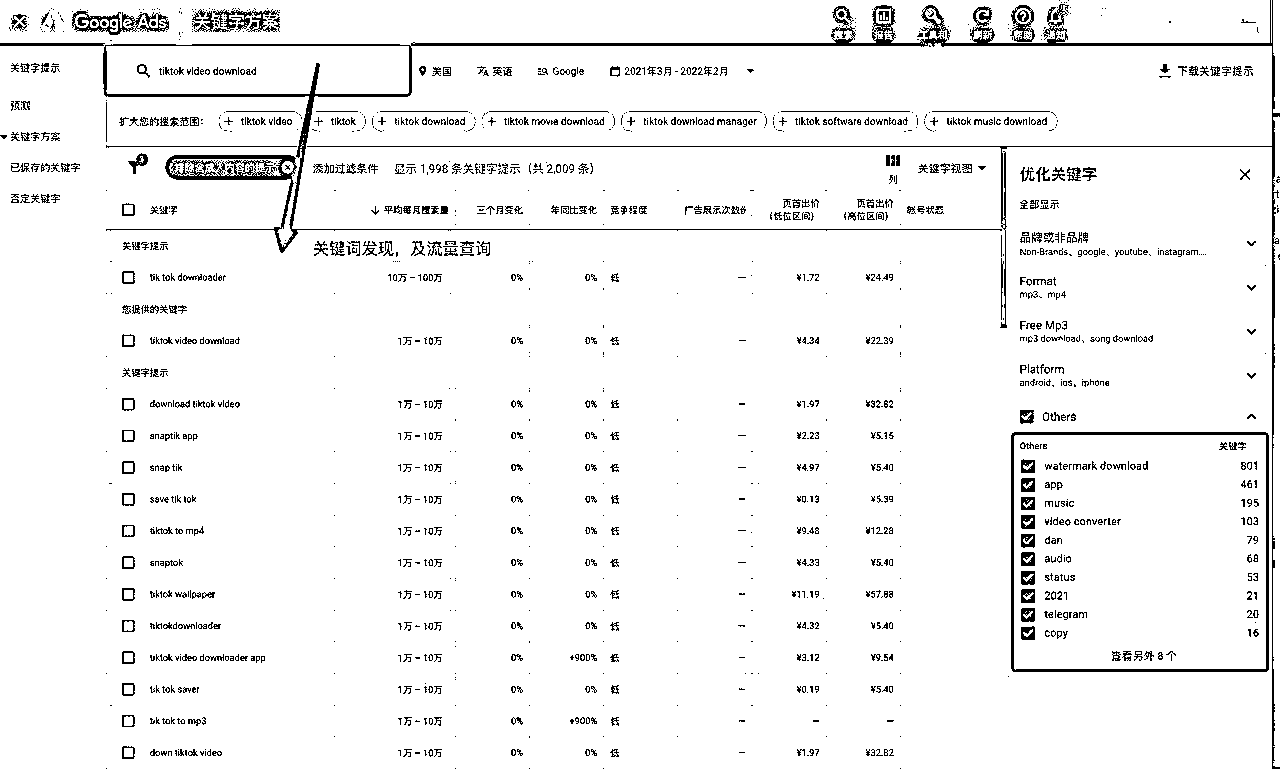 Google Ads 关键字方案
搜索 报告 工具和 刷新 帮助 通知
关键字提示
预测
关键字方案
已保存的关键字
否定关键字
tiktok video download 美国 英语 Google 2021年3月 - 2022年2月 下载关键字提示
扩大您的搜索范围: + tiktok video + tiktok + tiktok download + tiktok movie download + tiktok download manager + tiktok software download + tiktok music download
排除成人内容的提示 添加过滤条件 显示 1,998 条关键字提示（共 2,009 条） 列 关键字视图
关键字 平均每月搜索量 三个月变化 年同比变化 竞争程度 广告展示次数份 页首出价（低位区间） 页首出价（高位区间） 帐号状态
关键字提示 关键词发现，及流量查询
tik tok downloader 10万 – 100万 0% 0% 低 — ¥1.72 ¥24.49
您提供的关键字
tiktok video download 1万 – 10万 0% 0% 低 — ¥4.34 ¥22.39
关键字提示
download tiktok video 1万 – 10万 0% 0% 低 — ¥1.97 ¥32.82
snaptik app 1万 – 10万 0% 0% 低 — ¥2.23 ¥5.15
snap tik 1万 – 10万 0% 0% 低 — ¥4.97 ¥5.40
save tik tok 1万 – 10万 0% 0% 低 — ¥0.13 ¥5.39
tiktok to mp4 1万 – 10万 0% 0% 低 — ¥9.48 ¥12.28
snaptok 1万 – 10万 0% 0% 低 — ¥4.33 ¥5.40
tiktok wallpaper 1万 – 10万 0% 0% 低 — ¥11.19 ¥57.88
tiktokdownloader 1万 – 10万 0% 0% 低 — ¥4.32 ¥5.40
tiktok video downloader app 1万 – 10万 0% +900% 低 — ¥3.12 ¥9.54
tik tok saver 1万 – 10万 0% 0% 低 — ¥0.19 ¥5.40
tik tok to mp3 1万 – 10万 0% +900% 低 — — —
down tiktok video 1万 – 10万 0% 0% 低 — ¥1.97 ¥32.82
优化关键字
全部显示
品牌或非品牌
Non-Brands、google、youtube、instagram....
Format
mp3、mp4
Free Mp3
mp3 download、song download
Platform
android、ios、iphone
Others
Others 关键字
watermark download 801
app 461
music 195
video converter 103
dan 79
audio 68
status 53
2021 21
telegram 20
copy 16
查看另外 8 个